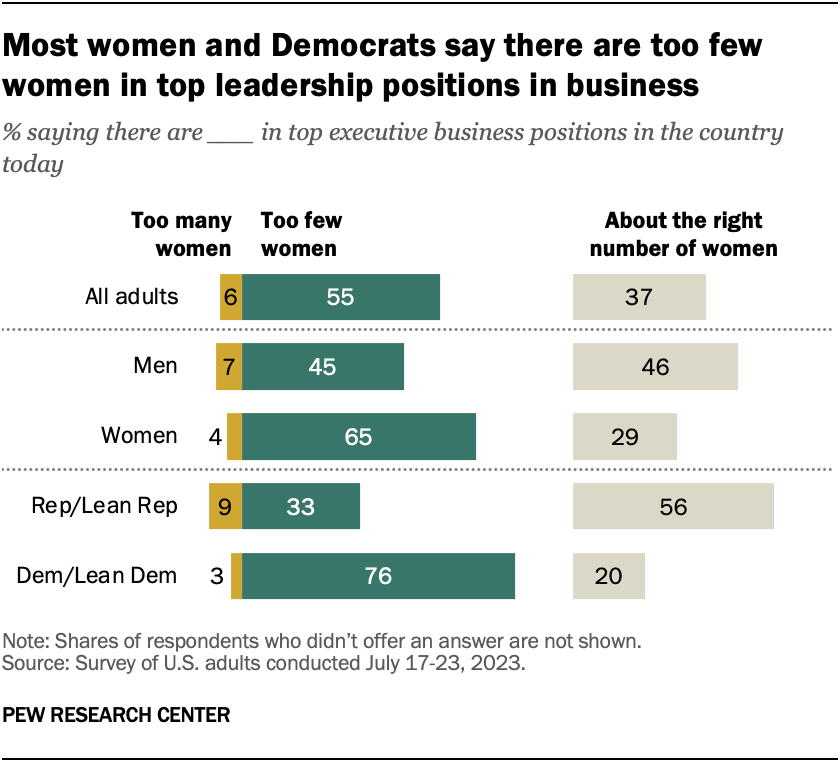 Most women and Democrats say there are too few
women in top leadership positions in business
% saying there are ___ in top executive business positions in the country
today
Too many women
Too few women
About the right number of women
All adults 6 55 37
Men 7 45 46
Women 4 65 29
Rep/Lean Rep 9 33 56
Dem/Lean Dem 3 76 20
Note: Shares of respondents who didn’t offer an answer are not shown.
Source: Survey of U.S. adults conducted July 17-23, 2023.
PEW RESEARCH CENTER